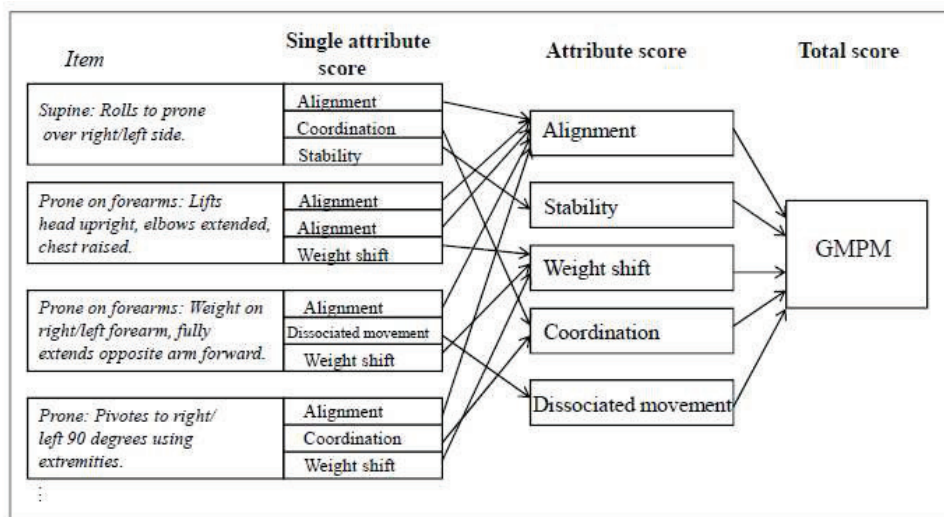 Item
Single attribute
score
Attribute score
Total score
Supine: Rolls to prone
over right/left side.
Alignment
Coordination
Stability
Prone on forearms: Lifts
head upright, elbows extended,
chest raised.
Alignment
Alignment
Weight shift
Prone on forearms: Weight on
right/left forearm, fully
extends opposite arm forward.
Alignment
Dissociated movement
Weight shift
Prone: Pivotes to right/
left 90 degrees using
extremities.
Alignment
Coordination
Weight shift
⋮
Alignment
Stability
Weight shift
Coordination
Dissociated movement
GMPM